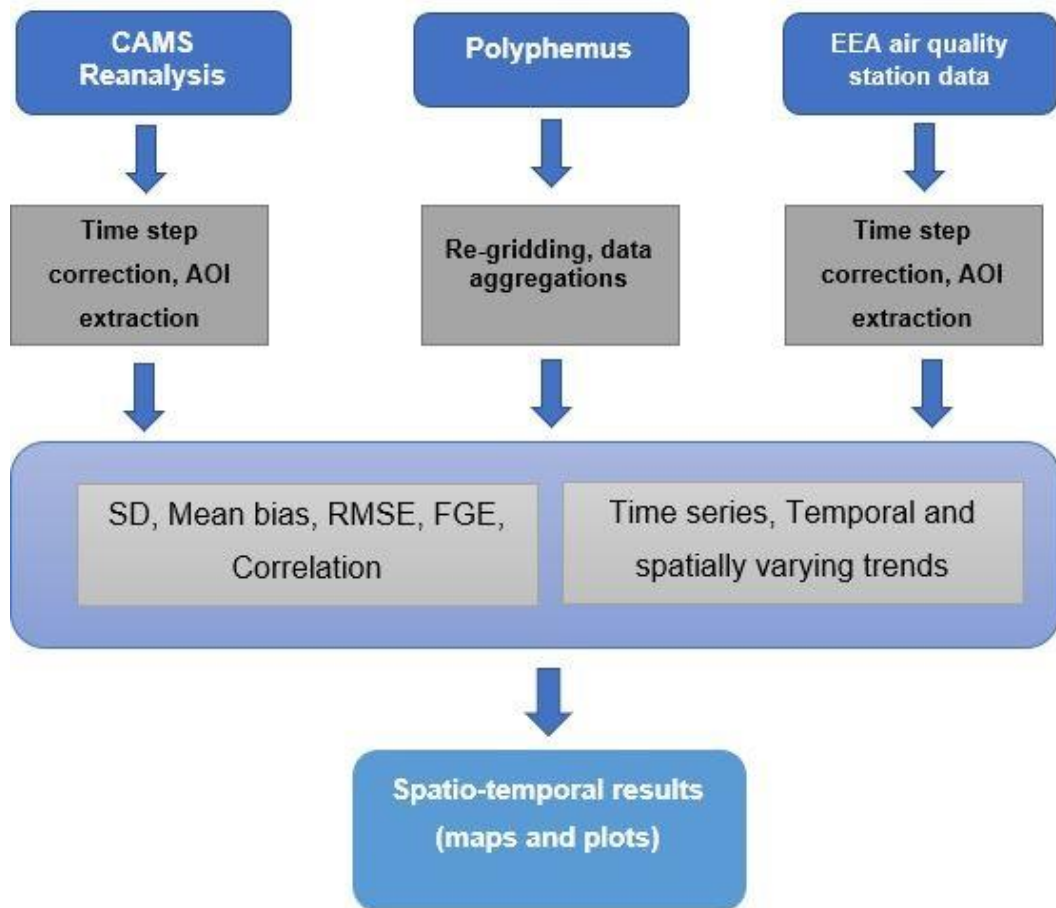 CAMS
Reanalysis
Polyphemus
EEA air quality
station data
Time step
correction, AOI
extraction
Re-gridding, data
aggregations
Time step
correction, AOI
extraction
SD, Mean bias, RMSE, FGE,
Correlation
Time series, Temporal and
spatially varying trends
Spatio-temporal results
(maps and plots)